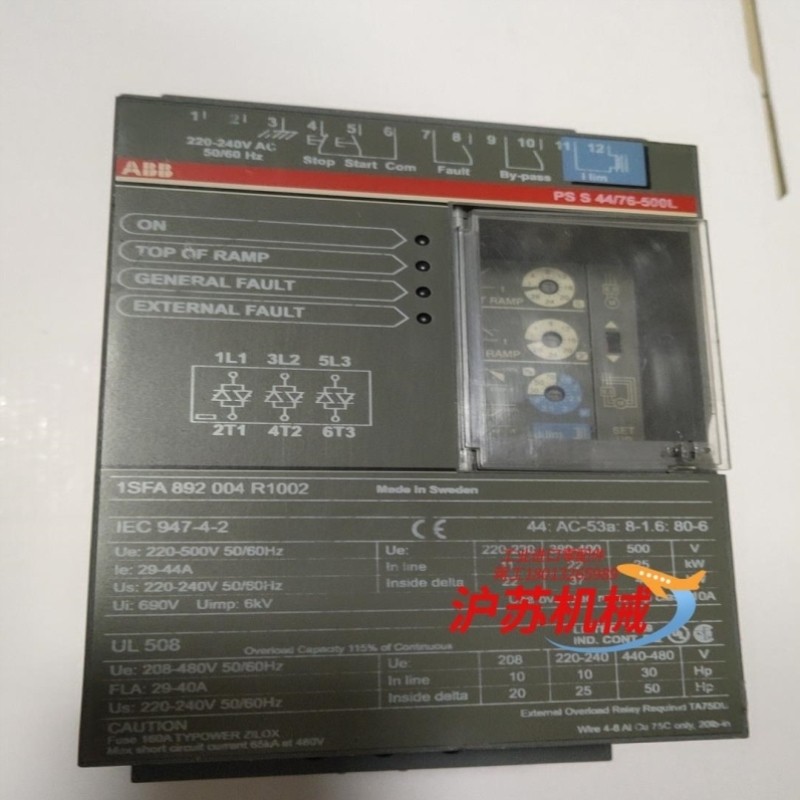 1 2 3 4 5 6 7 8 9 10 11 12
220-240V AC
50/60 Hz
Stop Start Com
Fault
By-pass
I lim
ABB
PS S 44/76-500L
ON
TOP OF RAMP
GENERAL FAULT
EXTERNAL FAULT
RAMP
RAMP
SET
1L1 3L2 5L3
2T1 4T2 6T3
1SFA 892 004 R1002 Made in Sweden
IEC 947-4-2 CE 44: AC-53a: 8-1.6: 80-6
Ue: 220-500V 50/60Hz
Ie: 29-44A
Us: 220-240V 50/60Hz
Ui: 690V Uimp: 6kV
Ue: 220-230 380-400 500 V
In line 11 22 25 kW
Inside delta 22 37
沪苏机械
UL 508 Overload Capacity 115% of Continuous
IND. CONT.
Ue: 208-480V 50/60Hz
FLA: 29-40A
Us: 220-240V 50/60Hz
Ue: 208 220-240 440-480 V
In line 10 10 30 Hp
Inside delta 20 25 50 Hp
External Overload Relay Required TA75DU
CAUTION
Fuse 160A TYPOWER ZILOX
Max short circuit current 65kA at 480V
Wire 4-8 Al Cu 75C only, 20lb-in